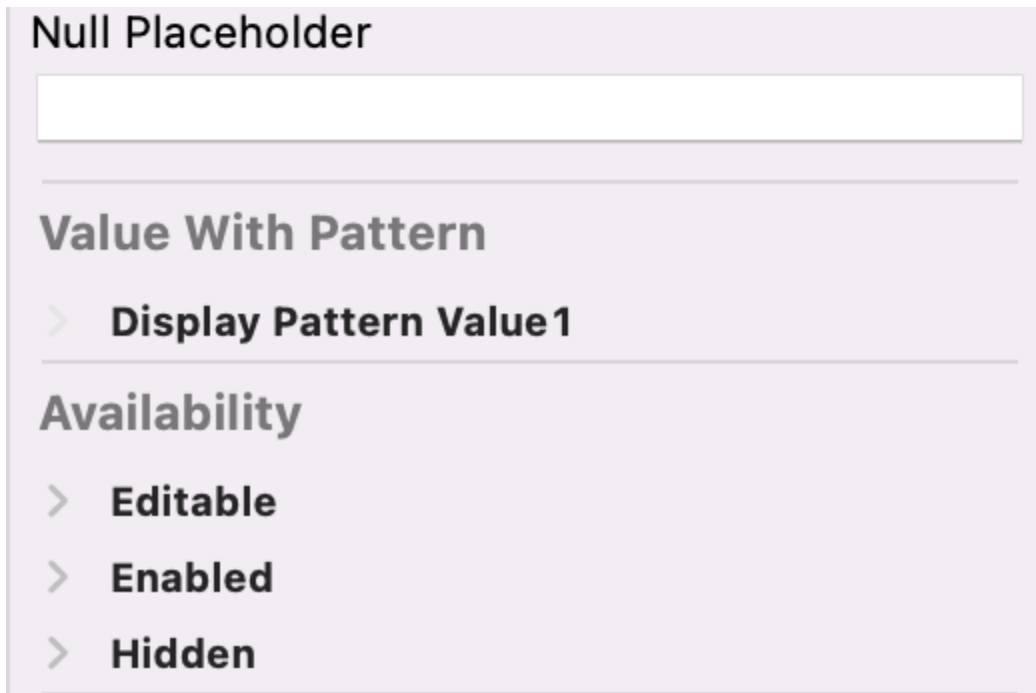 Null Placeholder
Value With Pattern
Display Pattern Value1
Availability
Editable
Enabled
Hidden